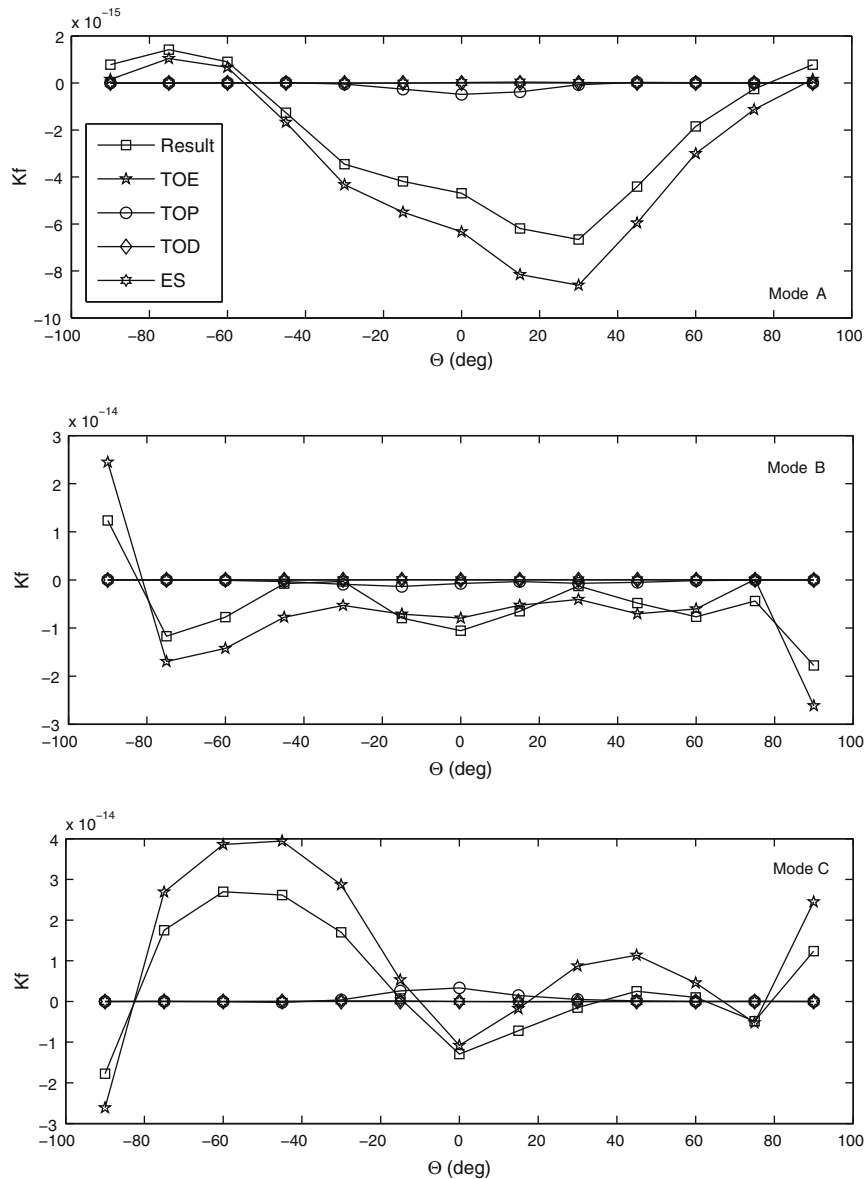 x 10⁻¹⁵
2
0
−2
−4
−6
−8
−10
Kf
Result
TOE
TOP
TOD
ES
Mode A
−100 −80 −60 −40 −20 0 20 40 60 80 100
Θ (deg)
x 10⁻¹⁴
3
2
1
0
−1
−2
−3
Kf
Mode B
−100 −80 −60 −40 −20 0 20 40 60 80 100
Θ (deg)
x 10⁻¹⁴
4
3
2
1
0
−1
−2
−3
Kf
Mode C
−100 −80 −60 −40 −20 0 20 40 60 80 100
Θ (deg)